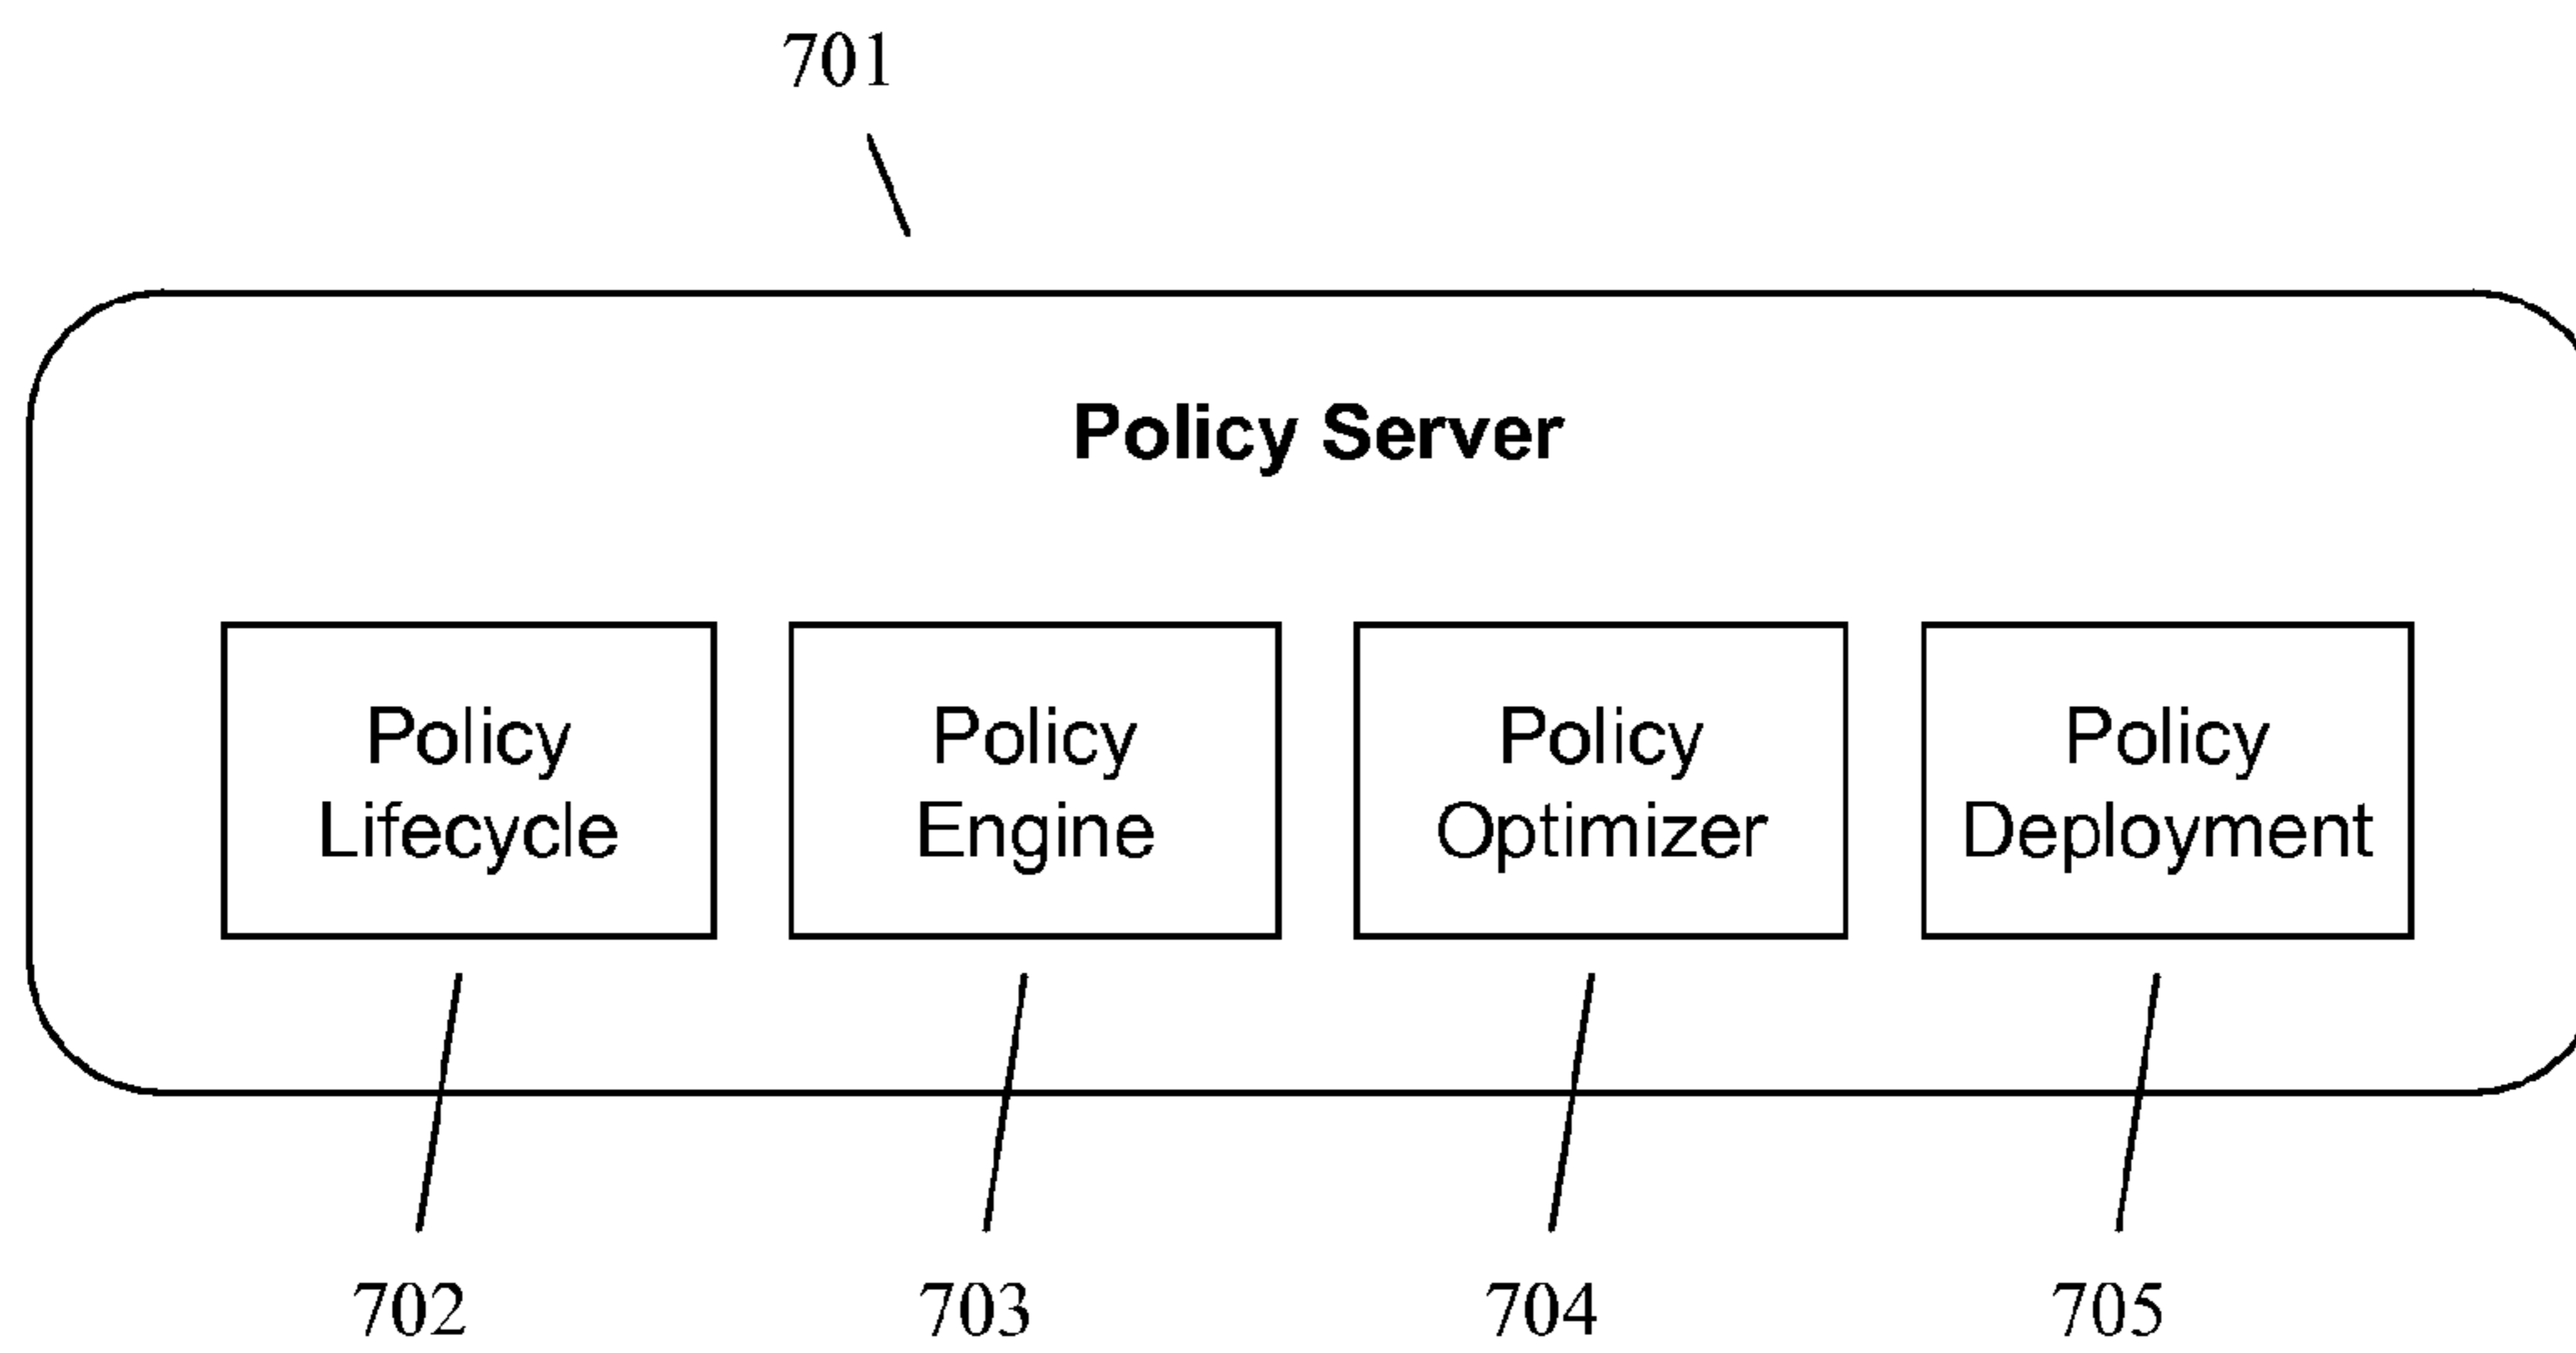 701
Policy Server
Policy
Lifecycle
Policy
Engine
Policy
Optimizer
Policy
Deployment
702
703
704
705